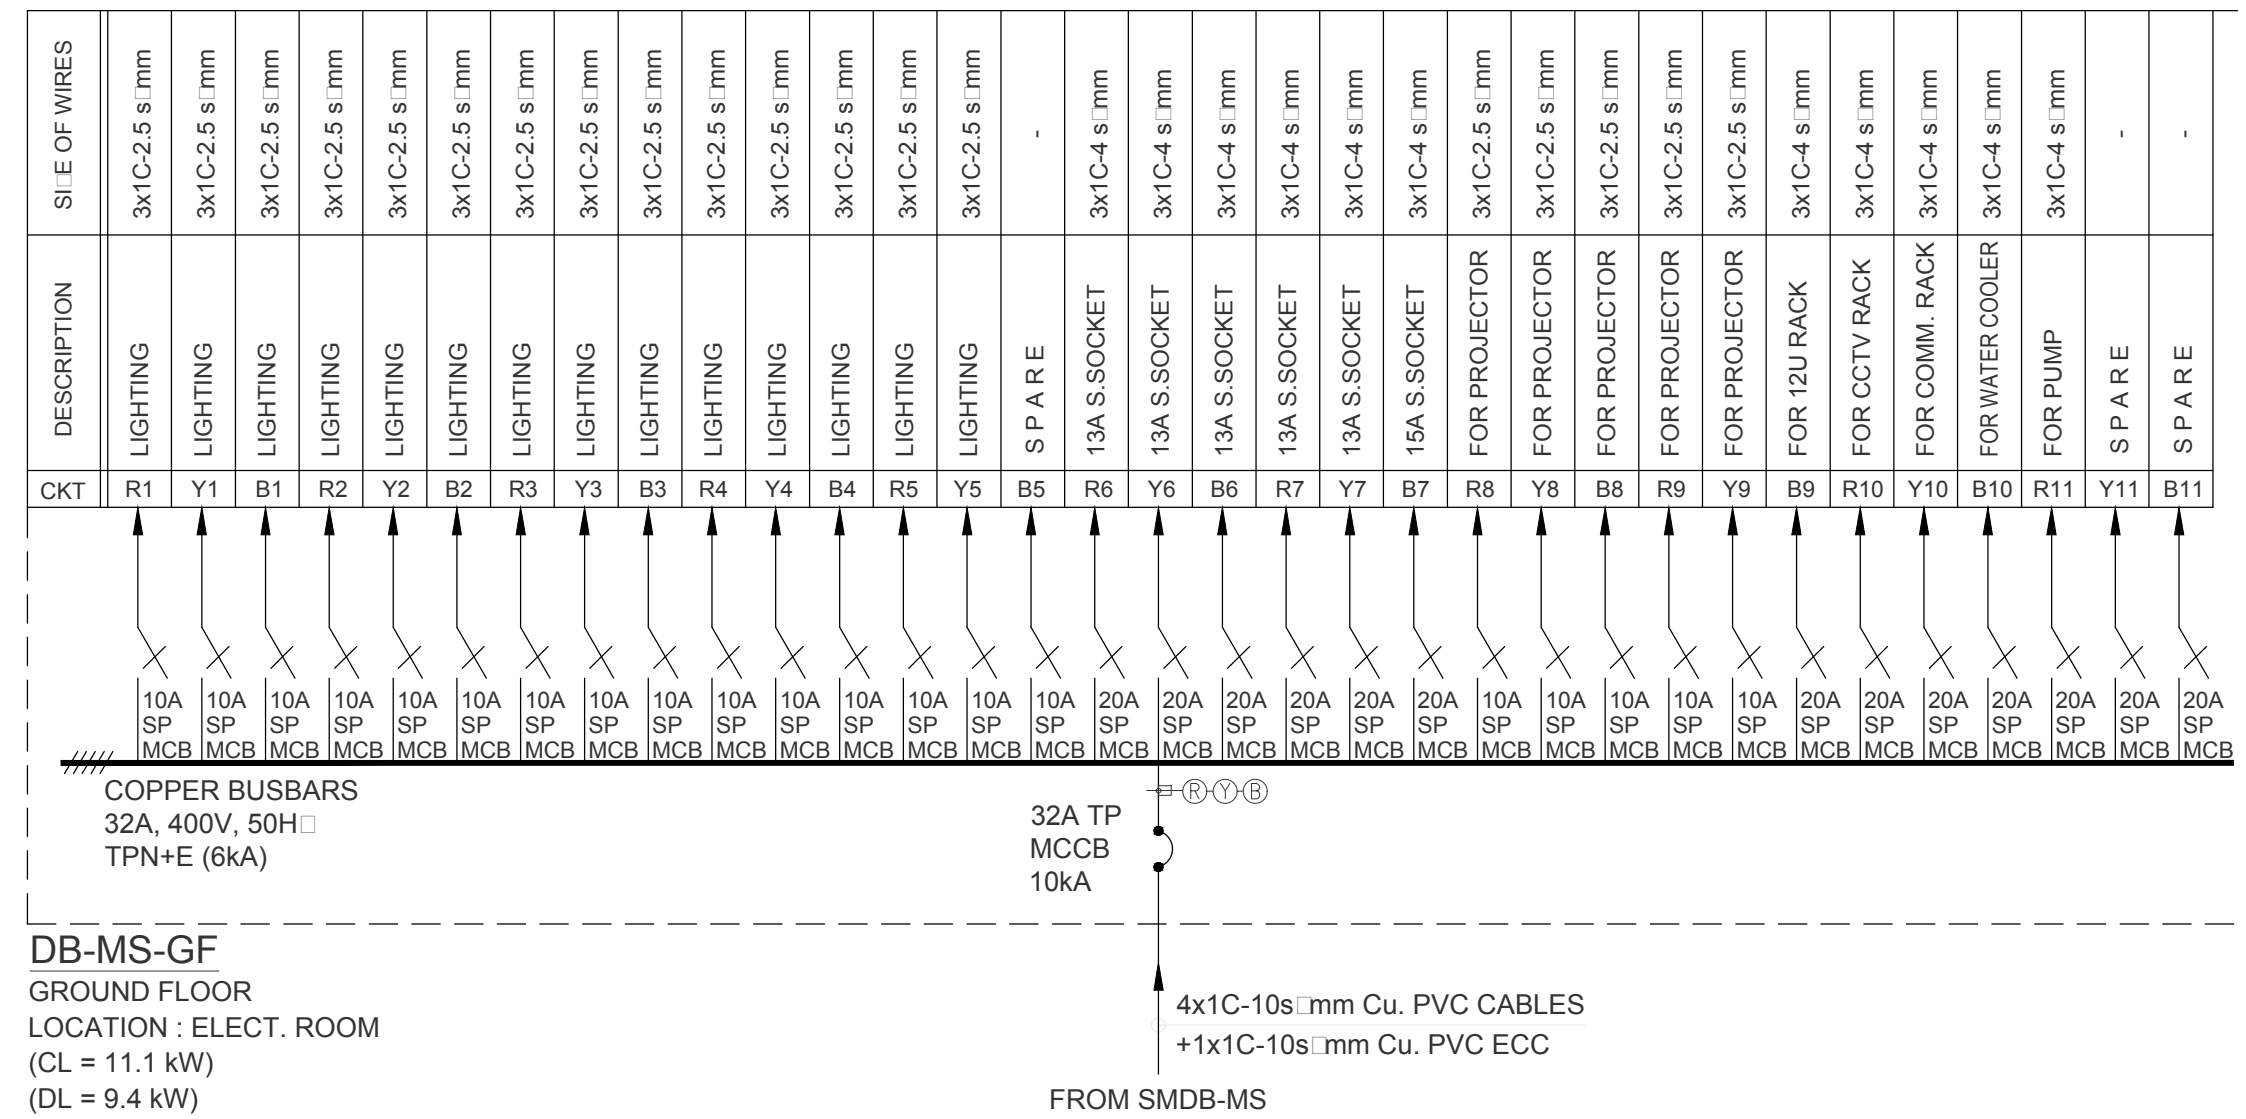 SI□E OF WIRES 3x1C-2.5 s□mm 3x1C-2.5 s□mm 3x1C-2.5 s□mm 3x1C-2.5 s□mm 3x1C-2.5 s□mm 3x1C-2.5 s□mm 3x1C-2.5 s□mm 3x1C-2.5 s□mm 3x1C-2.5 s□mm 3x1C-2.5 s□mm 3x1C-2.5 s□mm 3x1C-2.5 s□mm 3x1C-2.5 s□mm 3x1C-2.5 s□mm - 3x1C-4 s□mm 3x1C-4 s□mm 3x1C-4 s□mm 3x1C-4 s□mm 3x1C-4 s□mm 3x1C-4 s□mm 3x1C-2.5 s□mm 3x1C-2.5 s□mm 3x1C-2.5 s□mm 3x1C-2.5 s□mm 3x1C-2.5 s□mm 3x1C-4 s□mm 3x1C-4 s□mm 3x1C-4 s□mm 3x1C-4 s□mm 3x1C-4 s□mm - -
DESCRIPTION LIGHTING LIGHTING LIGHTING LIGHTING LIGHTING LIGHTING LIGHTING LIGHTING LIGHTING LIGHTING LIGHTING LIGHTING LIGHTING LIGHTING SPARE 13A S.SOCKET 13A S.SOCKET 13A S.SOCKET 13A S.SOCKET 13A S.SOCKET 15A S.SOCKET FOR PROJECTOR FOR PROJECTOR FOR PROJECTOR FOR PROJECTOR FOR PROJECTOR FOR 12U RACK FOR CCTV RACK FOR COMM. RACK FOR WATER COOLER FOR PUMP SPARE SPARE
CKT R1 Y1 B1 R2 Y2 B2 R3 Y3 B3 R4 Y4 B4 R5 Y5 B5 R6 Y6 B6 R7 Y7 B7 R8 Y8 B8 R9 Y9 B9 R10 Y10 B10 R11 Y11 B11
10A 10A 10A 10A 10A 10A 10A 10A 10A 10A 10A 10A 10A 10A 10A 20A 20A 20A 20A 20A 20A 10A 10A 10A 10A 10A 20A 20A 20A 20A 20A 20A 20A
SP SP SP SP SP SP SP SP SP SP SP SP SP SP SP SP SP SP SP SP SP SP SP SP SP SP SP SP SP SP SP SP SP
MCB MCB MCB MCB MCB MCB MCB MCB MCB MCB MCB MCB MCB MCB MCB MCB MCB MCB MCB MCB MCB MCB MCB MCB MCB MCB MCB MCB MCB MCB MCB MCB MCB
COPPER BUSBARS
32A, 400V, 50H□
TPN+E (6kA)
R Y B
32A TP
MCCB
10kA
DB-MS-GF
GROUND FLOOR
LOCATION : ELECT. ROOM
(CL = 11.1 kW)
(DL = 9.4 kW)
4x1C-10s□mm Cu. PVC CABLES
+1x1C-10s□mm Cu. PVC ECC
FROM SMDB-MS